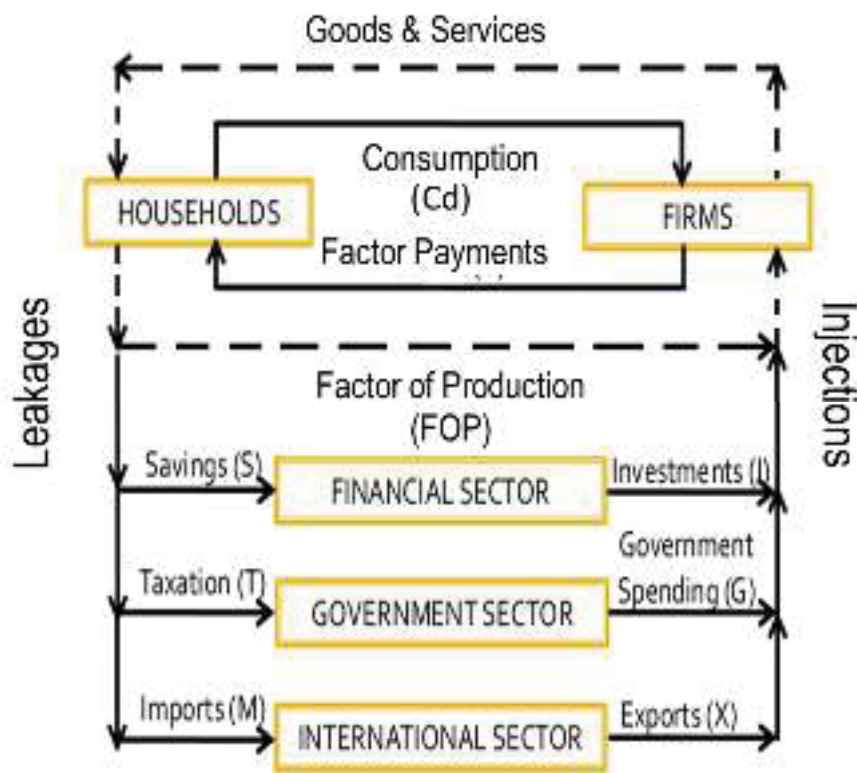 Goods & Services
Consumption
(Cd)
HOUSEHOLDS
FIRMS
Factor Payments
Leakages
Injections
Factor of Production
(FOP)
Savings (S)
FINANCIAL SECTOR
Investments (I)
Government
Taxation (T)
GOVERNMENT SECTOR
Spending (G)
Imports (M)
INTERNATIONAL SECTOR
Exports (X)